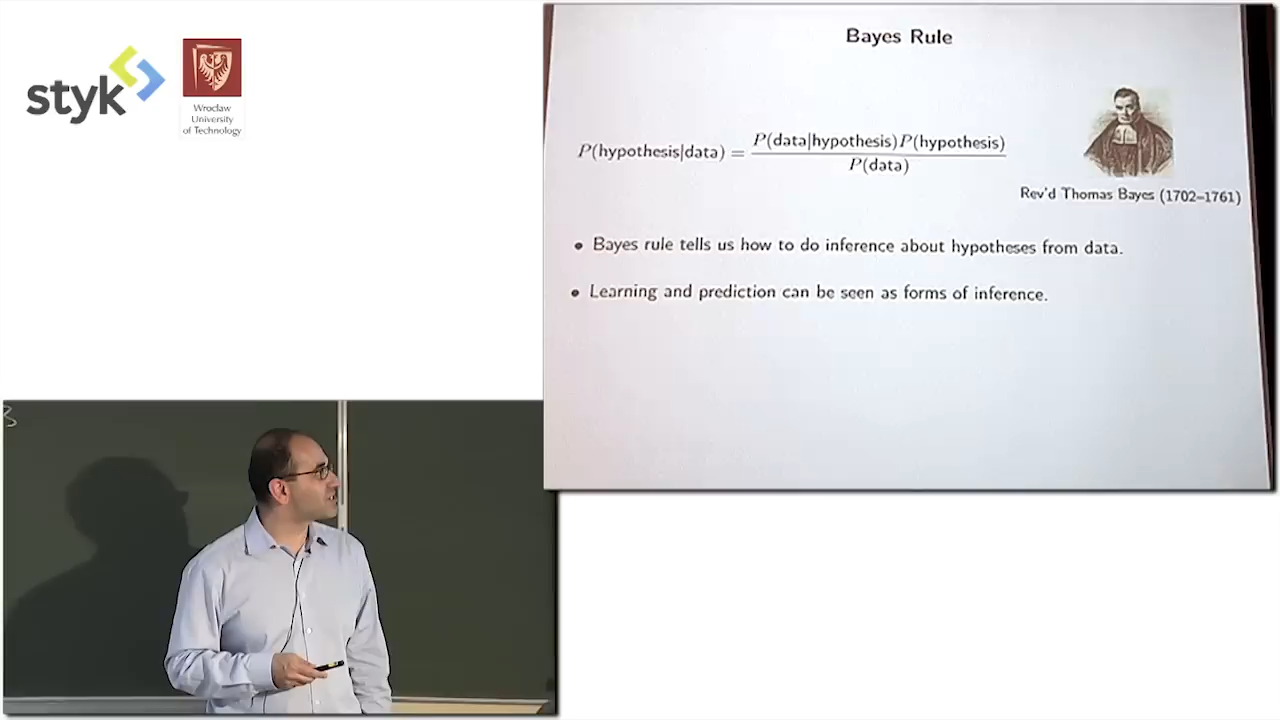 styk
Wrocław
University
of Technology
Bayes Rule
P(hypothesis|data) = P(data|hypothesis)P(hypothesis)
P(data)
Rev'd Thomas Bayes (1702–1761)
• Bayes rule tells us how to do inference about hypotheses from data.
• Learning and prediction can be seen as forms of inference.